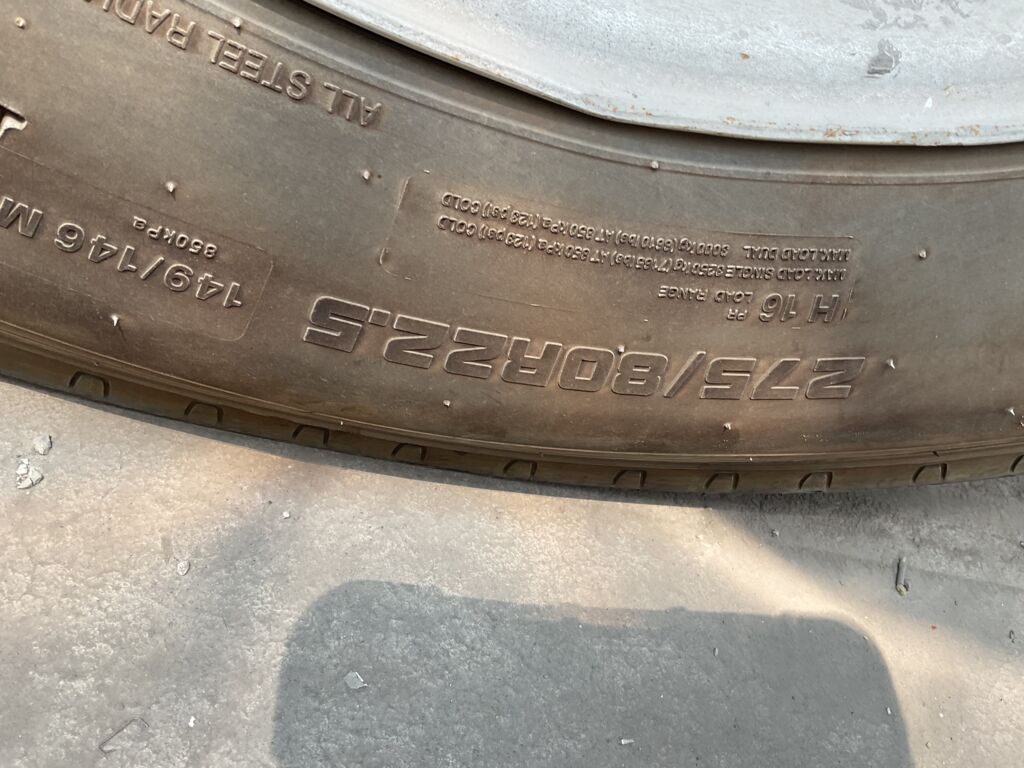 ALL STEEL RADI
275/80R22.5
H 16
PR
LOAD RANGE
MAX. LOAD SINGLE 3250 kg (7165 lbs) AT 850 kPa (123 psi) COLD
MAX. LOAD DUAL 3000 kg (6610 lbs) AT 850 kPa (123 psi) COLD
149/146 M
850kPa